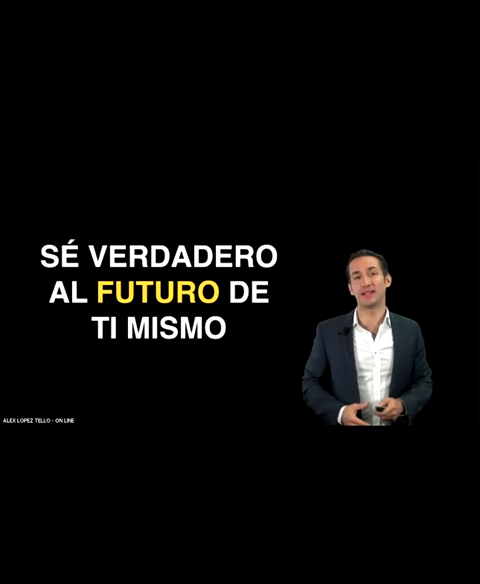 SÉ VERDADERO
AL FUTURO DE
TI MISMO
ALEX LOPEZ TELLO - ON LINE